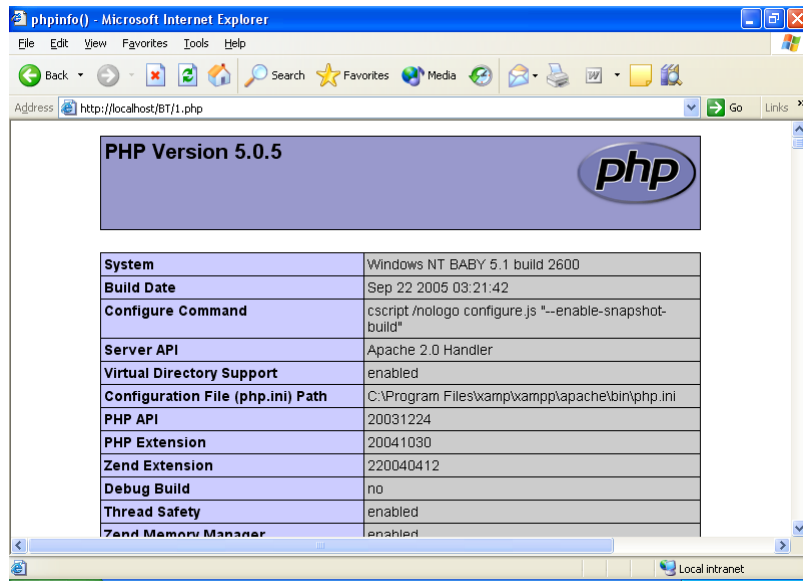 phpinfo() - Microsoft Internet Explorer
File Edit View Favorites Tools Help
Back Search Favorites Media
Address http://localhost/BT/1.php Go Links »
PHP Version 5.0.5
php
System Windows NT BABY 5.1 build 2600
Build Date Sep 22 2005 03:21:42
Configure Command cscript /nologo configure.js "--enable-snapshot-
build"
Server API Apache 2.0 Handler
Virtual Directory Support enabled
Configuration File (php.ini) Path C:\Program Files\xamp\xampp\apache\bin\php.ini
PHP API 20031224
PHP Extension 20041030
Zend Extension 220040412
Debug Build no
Thread Safety enabled
Zend Memory Manager enabled
Local intranet